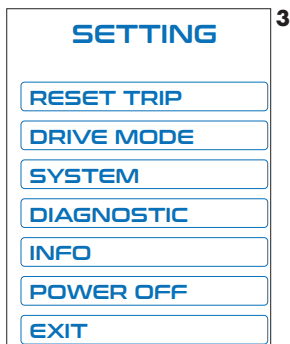 SETTING
3
RESET TRIP
DRIVE MODE
SYSTEM
DIAGNOSTIC
INFO
POWER OFF
EXIT